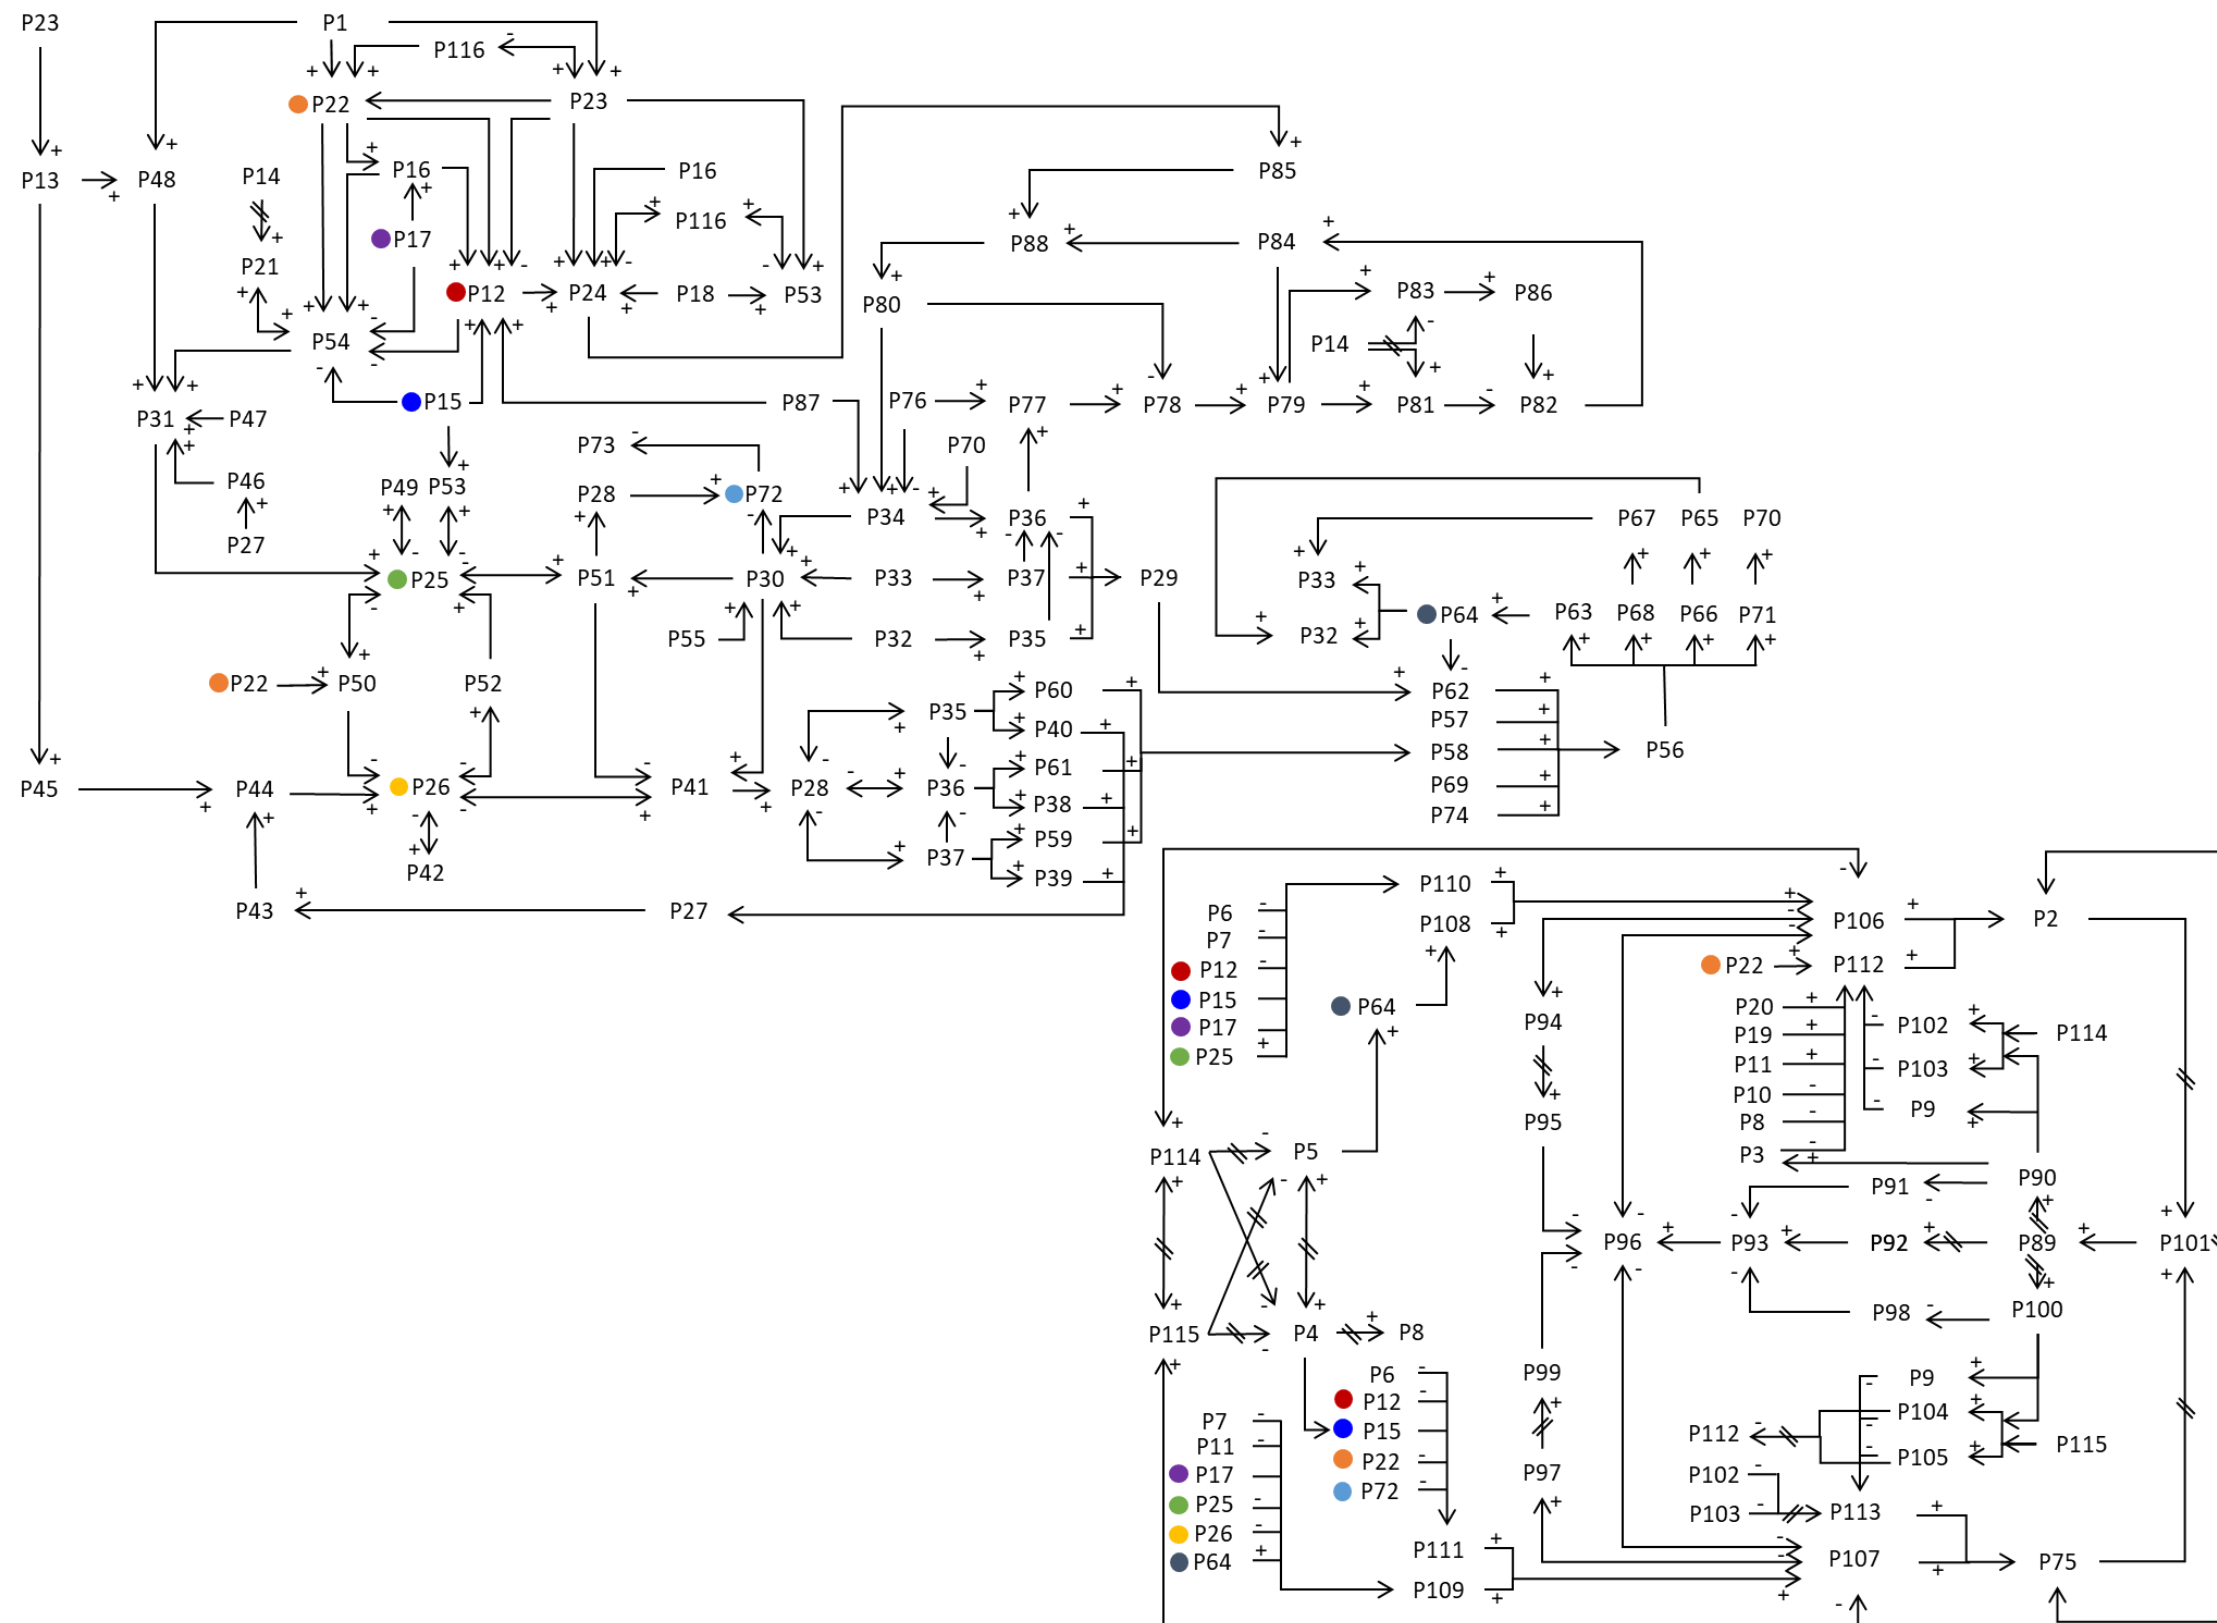 P23 P1
P116 -
+ + + +
P22 P23
+ + +
P13 P48 P14 P16 P16 P85
+ + + + +
P17 P116 P88 + P84 +
+ P21 + + + - + + - - + + + +
P12 P24 P18 P53 P80 P83 P86
+ + + - + + P14 - +
P54 - + + - + + + + + - +
+ + - P15 P87 P76 P77 P78 P79 P81 P82
P31 P47 P73 - P70 +
+ + +
P46 P49 P53 P28 + P72 + + - +
+ + + + - P34 P36 + P67 P65 P70
P27 + - - + + + - - + + + +
P25 P51 P30 P33 P37 + P29 P33 + P63 P68 P66 P71
- + + + + + P64 +
P55 P32 P35 + P32 + + + + +
P22 + + P50 P52 + P60 + + - P62 +
P35 + P40 + P57 +
+ + - - - + - - + + P61 + P58 + P56
P45 P44 P26 P41 P28 - + P36 P38 + P69 +
+ + + - - + + - - + P59 + P74 +
+ P42 + P37 + P39 +
P43 + P27
P6 - P110 + + - P106 + P2
P7 - P108 + - -
P12 - + P22 + P112 +
P15 - P64 P94 + P20 + - P102 + P114
P17 - + P19 +
P25 + P11 + - P103 +
P10 -
+ P95 + P8 - - P9 +
P114 - P5 P3 - + P90
+ - + P91 - +
- - P96 + P93 + P92 + P89 + P101 +
- - - + +
+ - + P98 - P100
P115 - P4 + P8
+ P6 - P99 - P9 +
P12 - + P104 +
P7 - P15 P112 - - P105 + P115
P11 - P22 - P97 P102 - -
P17 P72 - + P103 - P113 +
P25 - P111 + - P107 + P75
P26 - P109 + - +
P64 + + -